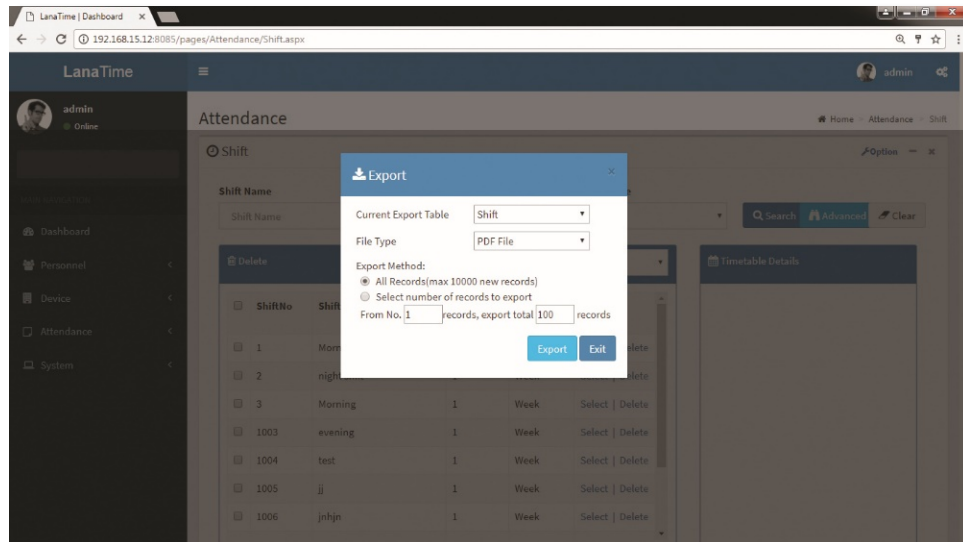 LanaTime | Dashboard
192.168.15.12:8085/pages/Attendance/Shift.aspx
LanaTime
admin
admin
Online
Attendance
Home > Attendance > Shift
Shift
Option
Export
Shift Name
Shift Name
Search
Advanced
Clear
Current Export Table Shift
File Type PDF File
Export Method:
All Records(max 10000 new records)
Select number of records to export
From No. 1 records, export total 100 records
Export Exit
MAIN NAVIGATION
Dashboard
Personnel
Device
Attendance
System
Delete
Timetable Details
ShiftNo
1
2 night
3 Morning 1 Week Select | Delete
1003 evening 1 Week Select | Delete
1004 test 1 Week Select | Delete
1005 jj 1 Week Select | Delete
1006 jnhjn 1 Week Select | Delete